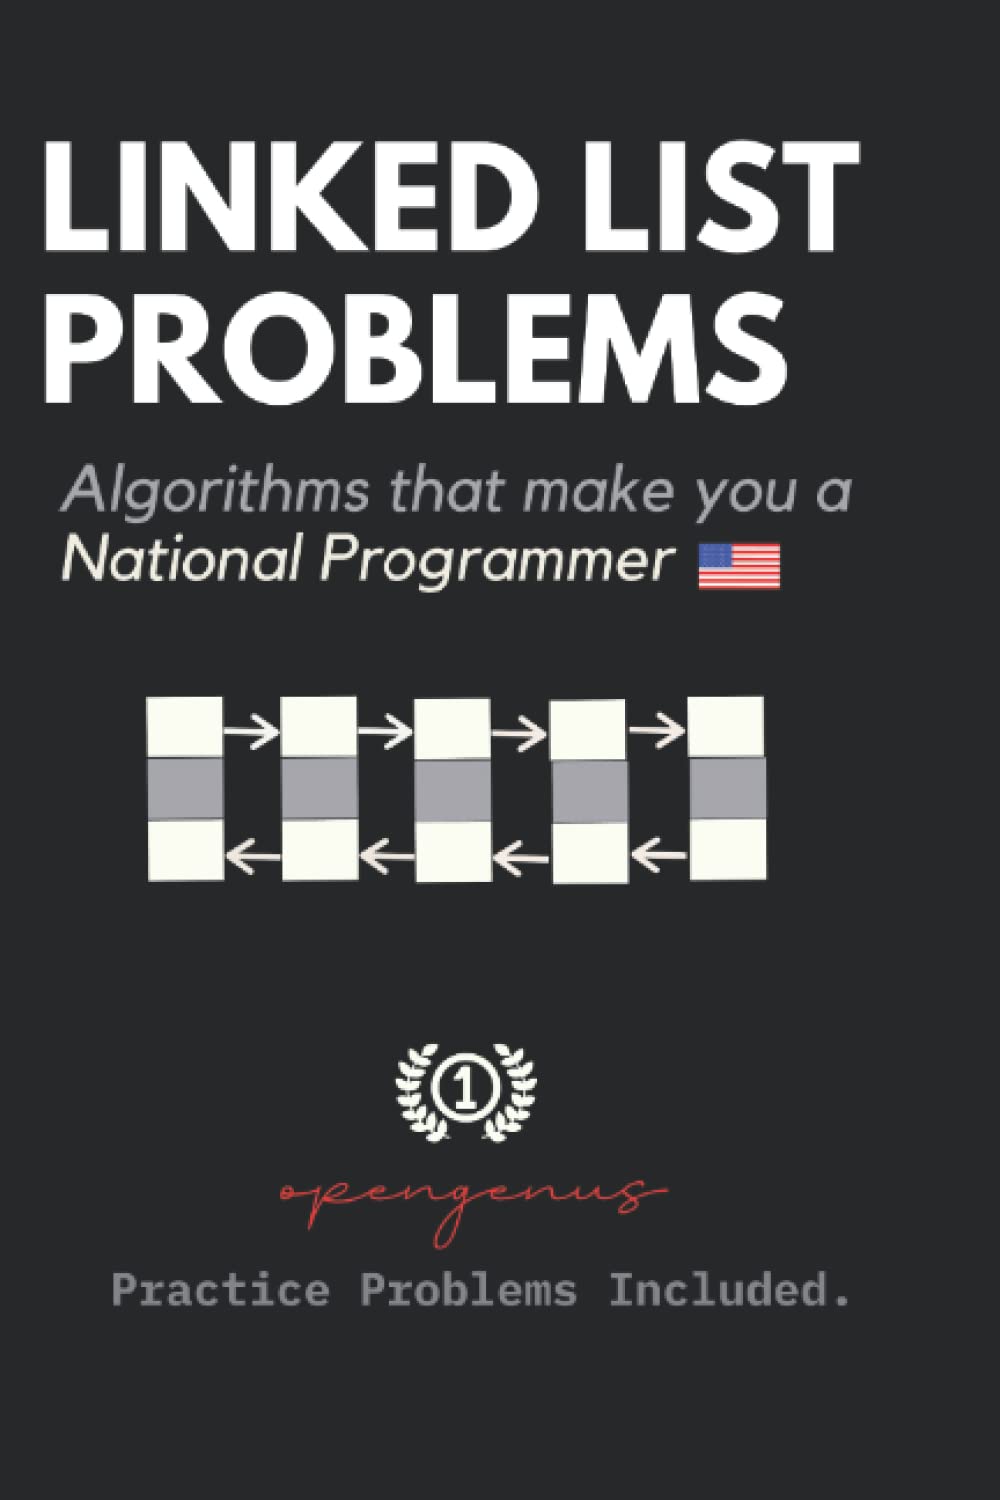 LINKED LIST
PROBLEMS
Algorithms that make you a
National Programmer
1
opengenus
Practice Problems Included.